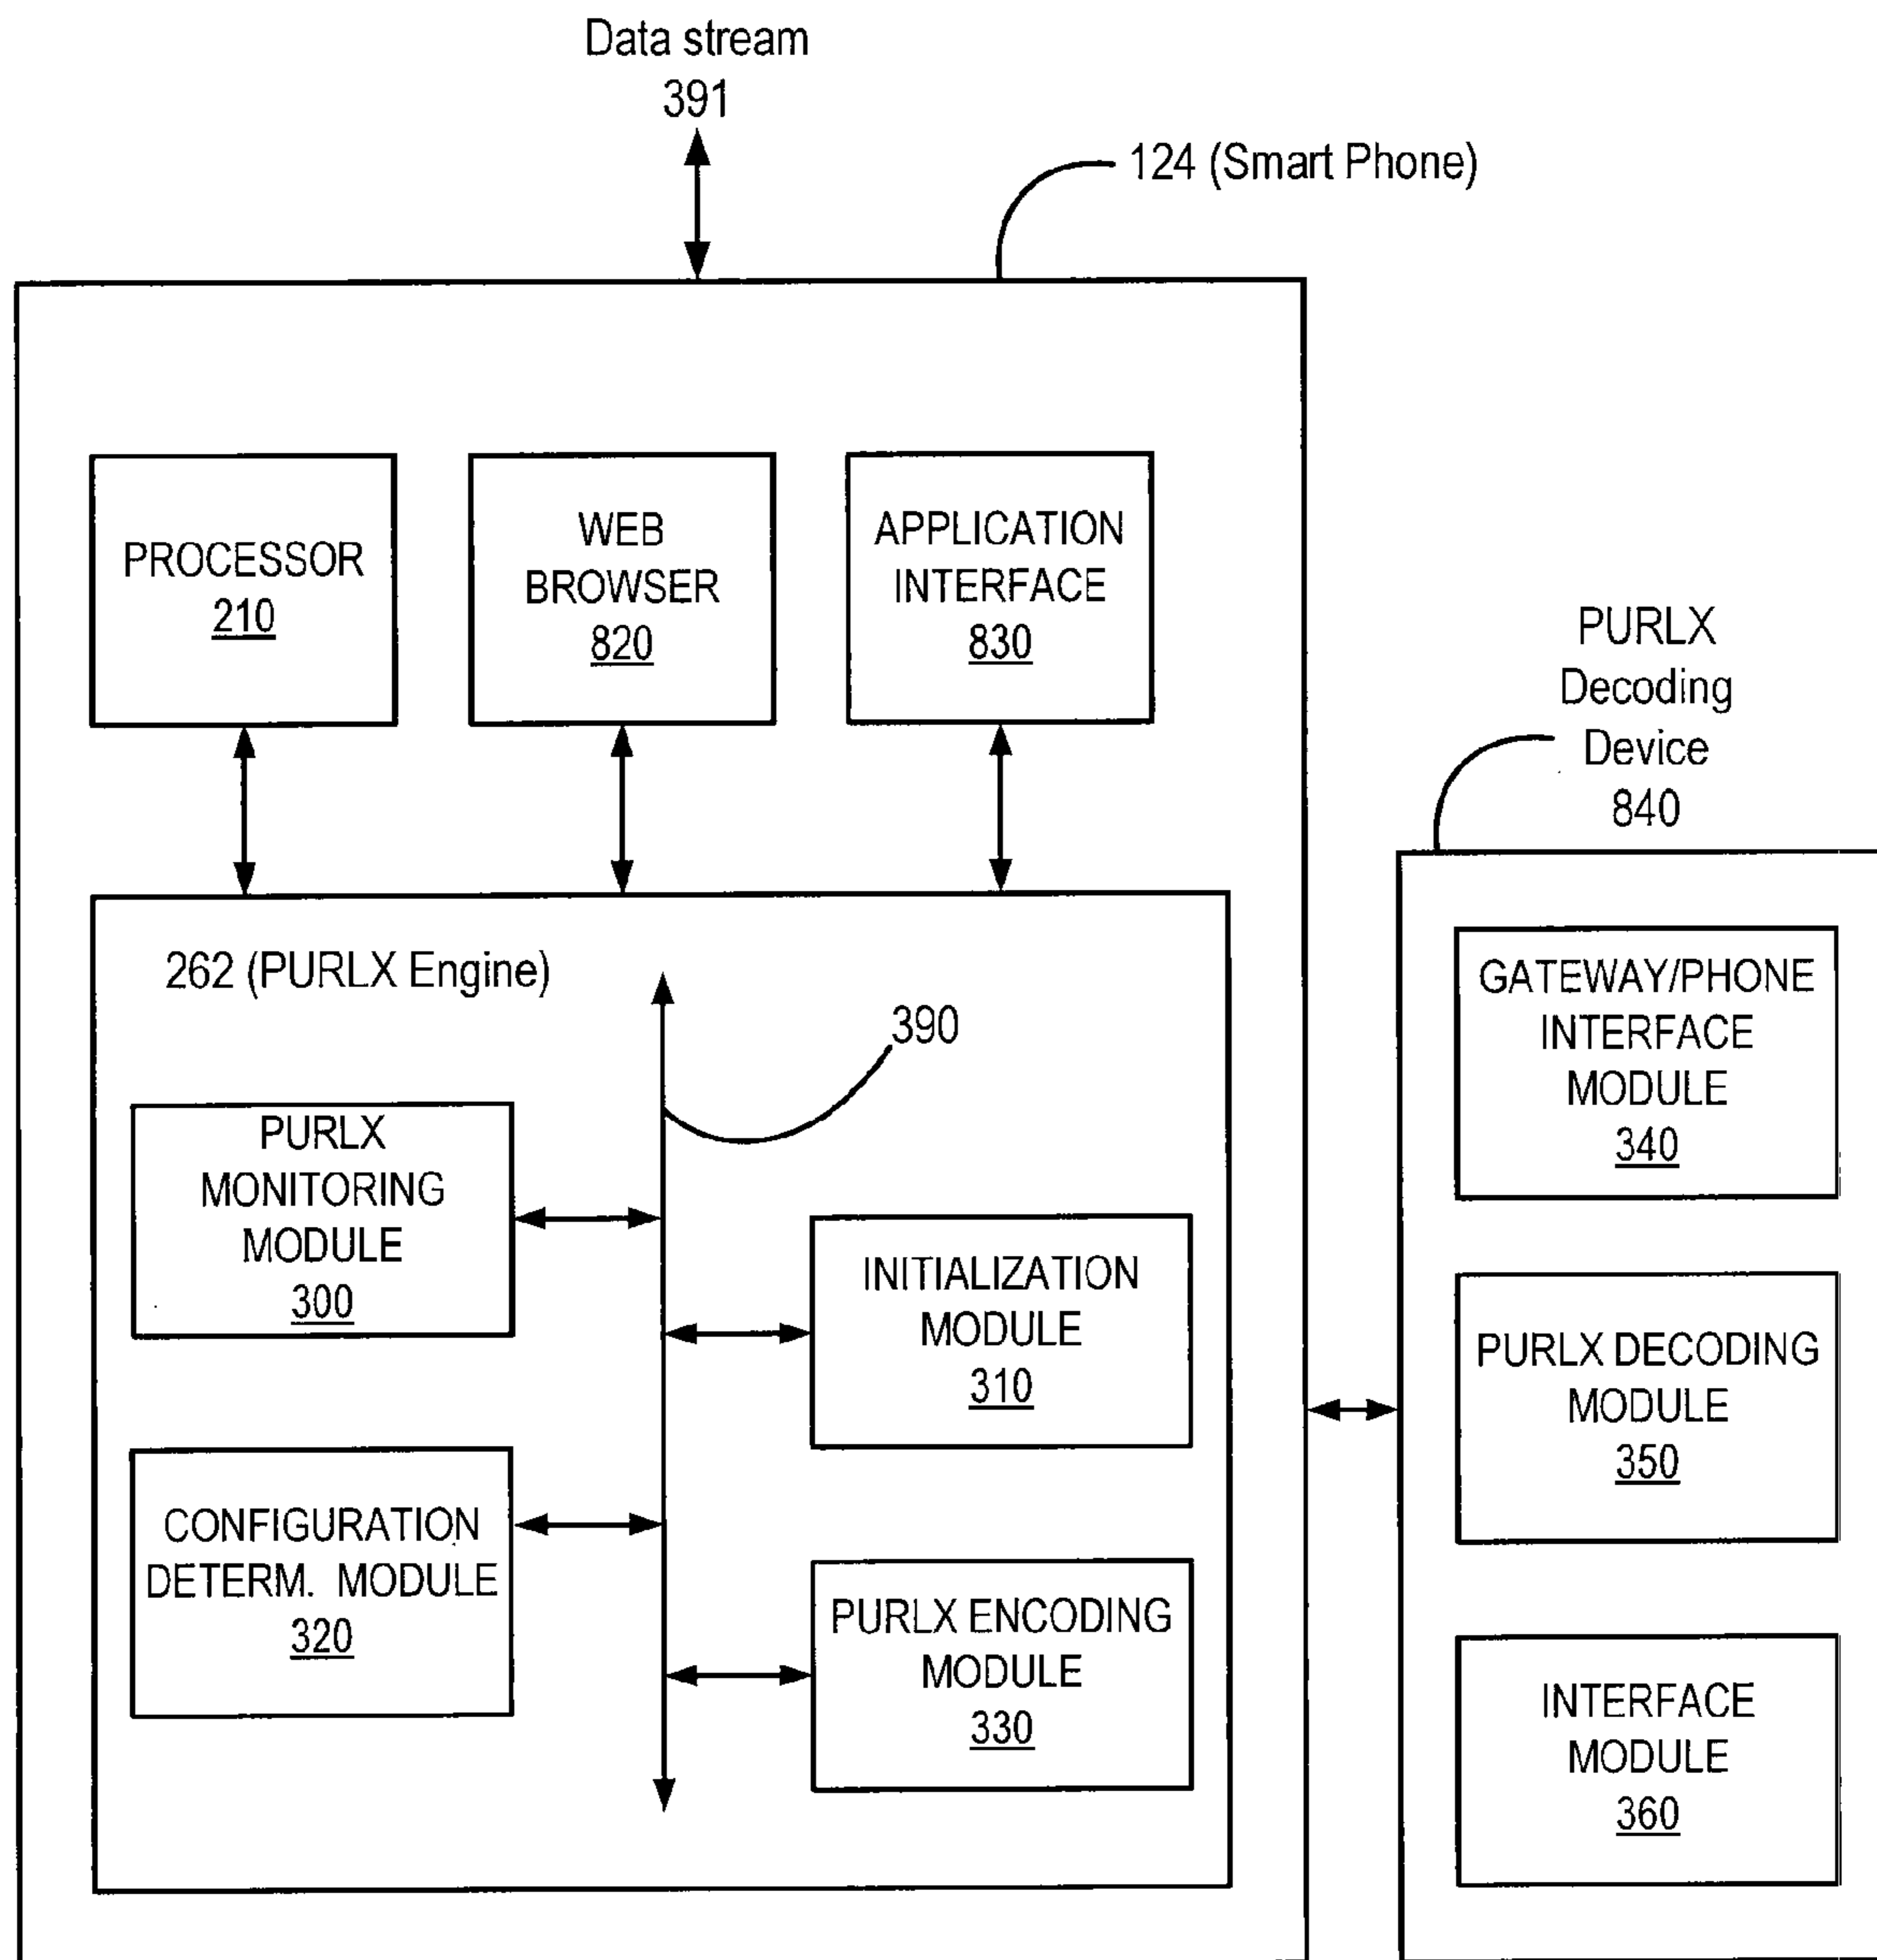 Data stream
391
124 (Smart Phone)
PROCESSOR
210
WEB
BROWSER
820
APPLICATION
INTERFACE
830
PURLX
Decoding
Device
840
262 (PURLX Engine)
390
PURLX
MONITORING
MODULE
300
INITIALIZATION
MODULE
310
CONFIGURATION
DETERM. MODULE
320
PURLX ENCODING
MODULE
330
GATEWAY/PHONE
INTERFACE
MODULE
340
PURLX DECODING
MODULE
350
INTERFACE
MODULE
360